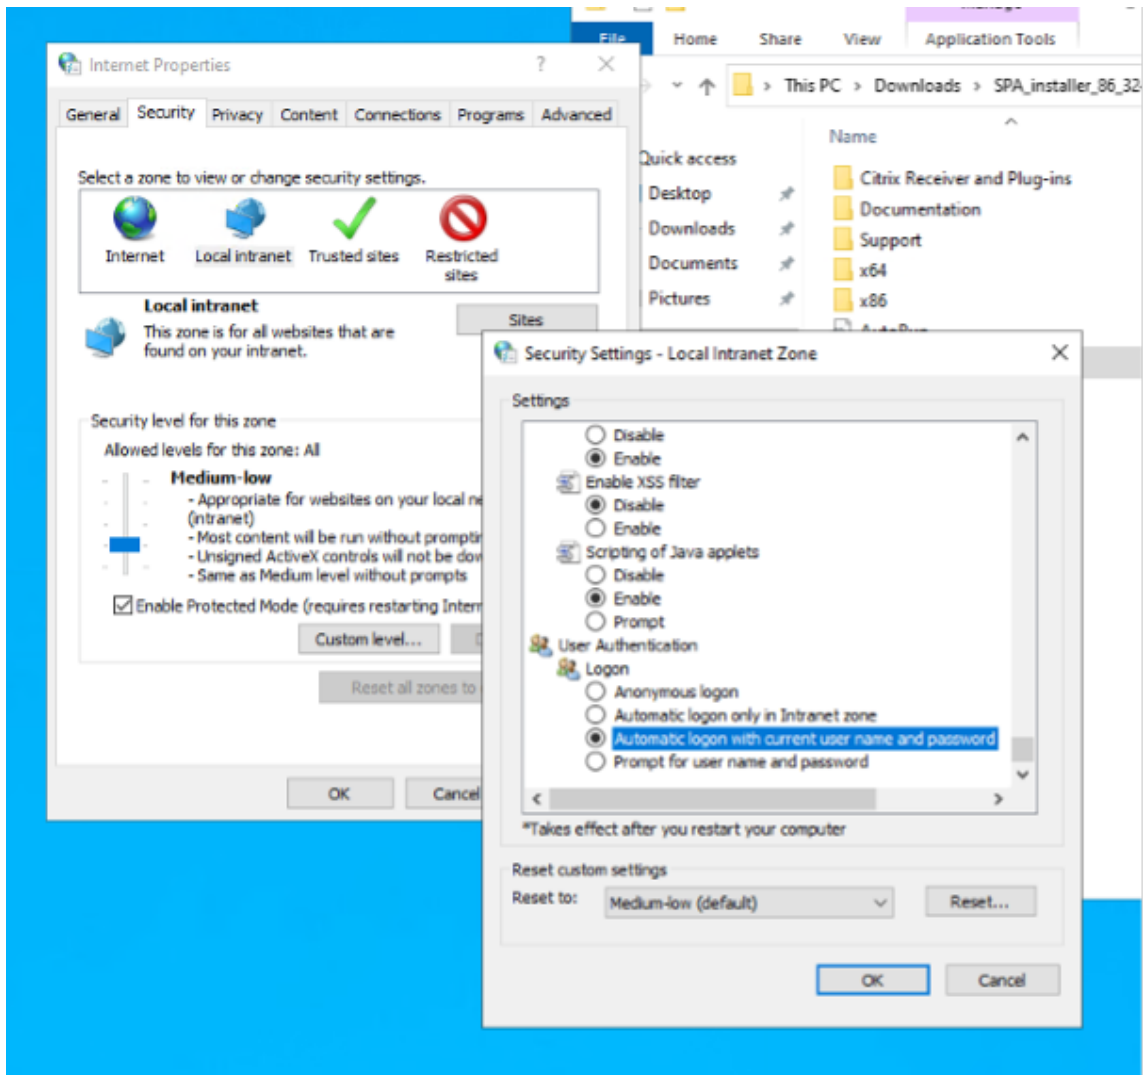 File Home Share View Application Tools
Internet Properties ?
This PC > Downloads > SPA_installer_86_32
General Security Privacy Content Connections Programs Advanced
Name
Quick access
Desktop
Downloads
Documents
Pictures
Citrix Receiver and Plug-ins
Documentation
Support
x64
x86
AutoRun
Select a zone to view or change security settings.
Internet
Local intranet
Trusted sites
Restricted
sites
Local intranet
This zone is for all websites that are
found on your intranet.
Sites
Security level for this zone
Allowed levels for this zone: All
Medium-low
- Appropriate for websites on your local ne
(intranet)
- Most content will be run without promptin
- Unsigned ActiveX controls will not be dow
- Same as Medium level without prompts
Enable Protected Mode (requires restarting Intern
Custom level...
Reset all zones to
OK
Cancel
Security Settings - Local Intranet Zone
Settings
Disable
Enable
Enable XSS filter
Disable
Enable
Scripting of Java applets
Disable
Enable
Prompt
User Authentication
Logon
Anonymous logon
Automatic logon only in Intranet zone
Automatic logon with current user name and password
Prompt for user name and password
*Takes effect after you restart your computer
Reset custom settings
Reset to: Medium-low (default) Reset...
OK Cancel